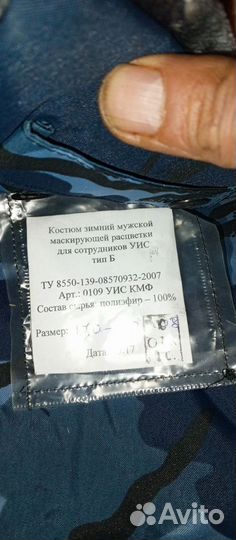 Костюм зимний мужской
маскирующей расцветки
для сотрудников УИС
тип Б
ТУ 8550-139-08570932-2007
Арт.: 0109 УИС КМФ
Состав сырья: полиэфир – 100%
Размер:
Дата
Avito